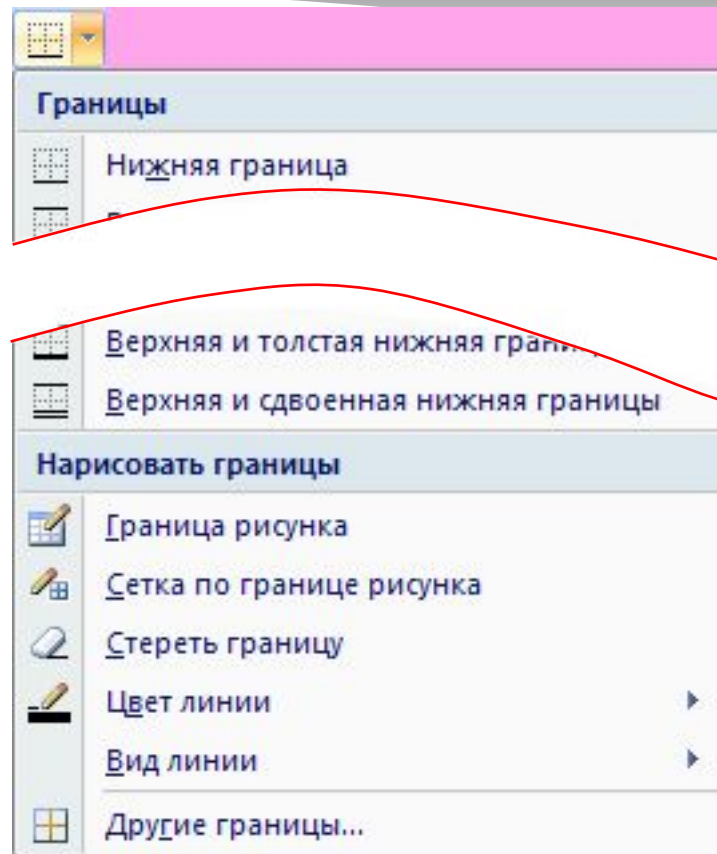 Границы
Нижняя граница
Верхняя и толстая нижняя
Верхняя и сдвоенная нижняя границы
Нарисовать границы
Граница рисунка
Сетка по границе рисунка
Стереть границу
Цвет линии
Вид линии
Другие границы...